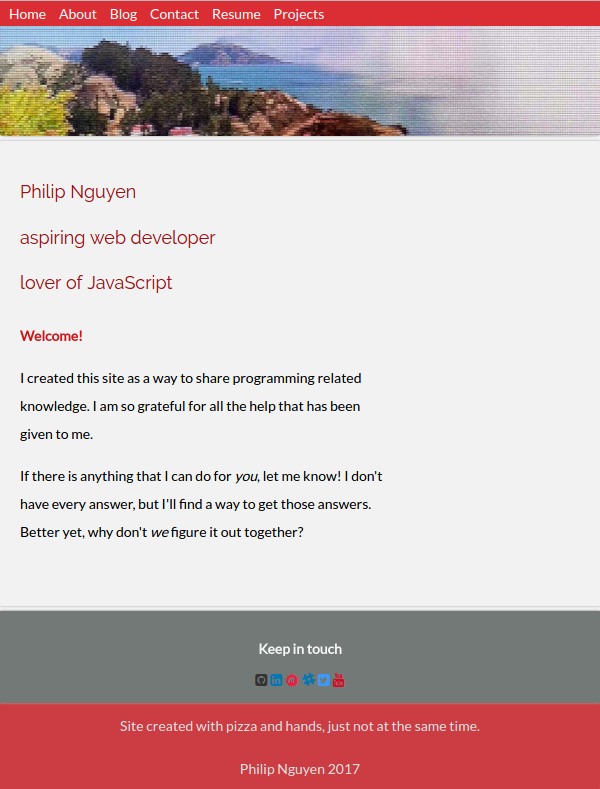 Home About Blog Contact Resume Projects
Philip Nguyen
aspiring web developer
lover of JavaScript
Welcome!
I created this site as a way to share programming related
knowledge. I am so grateful for all the help that has been
given to me.
If there is anything that I can do for you, let me know! I don't
have every answer, but I'll find a way to get those answers.
Better yet, why don't we figure it out together?
Keep in touch
Site created with pizza and hands, just not at the same time.
Philip Nguyen 2017